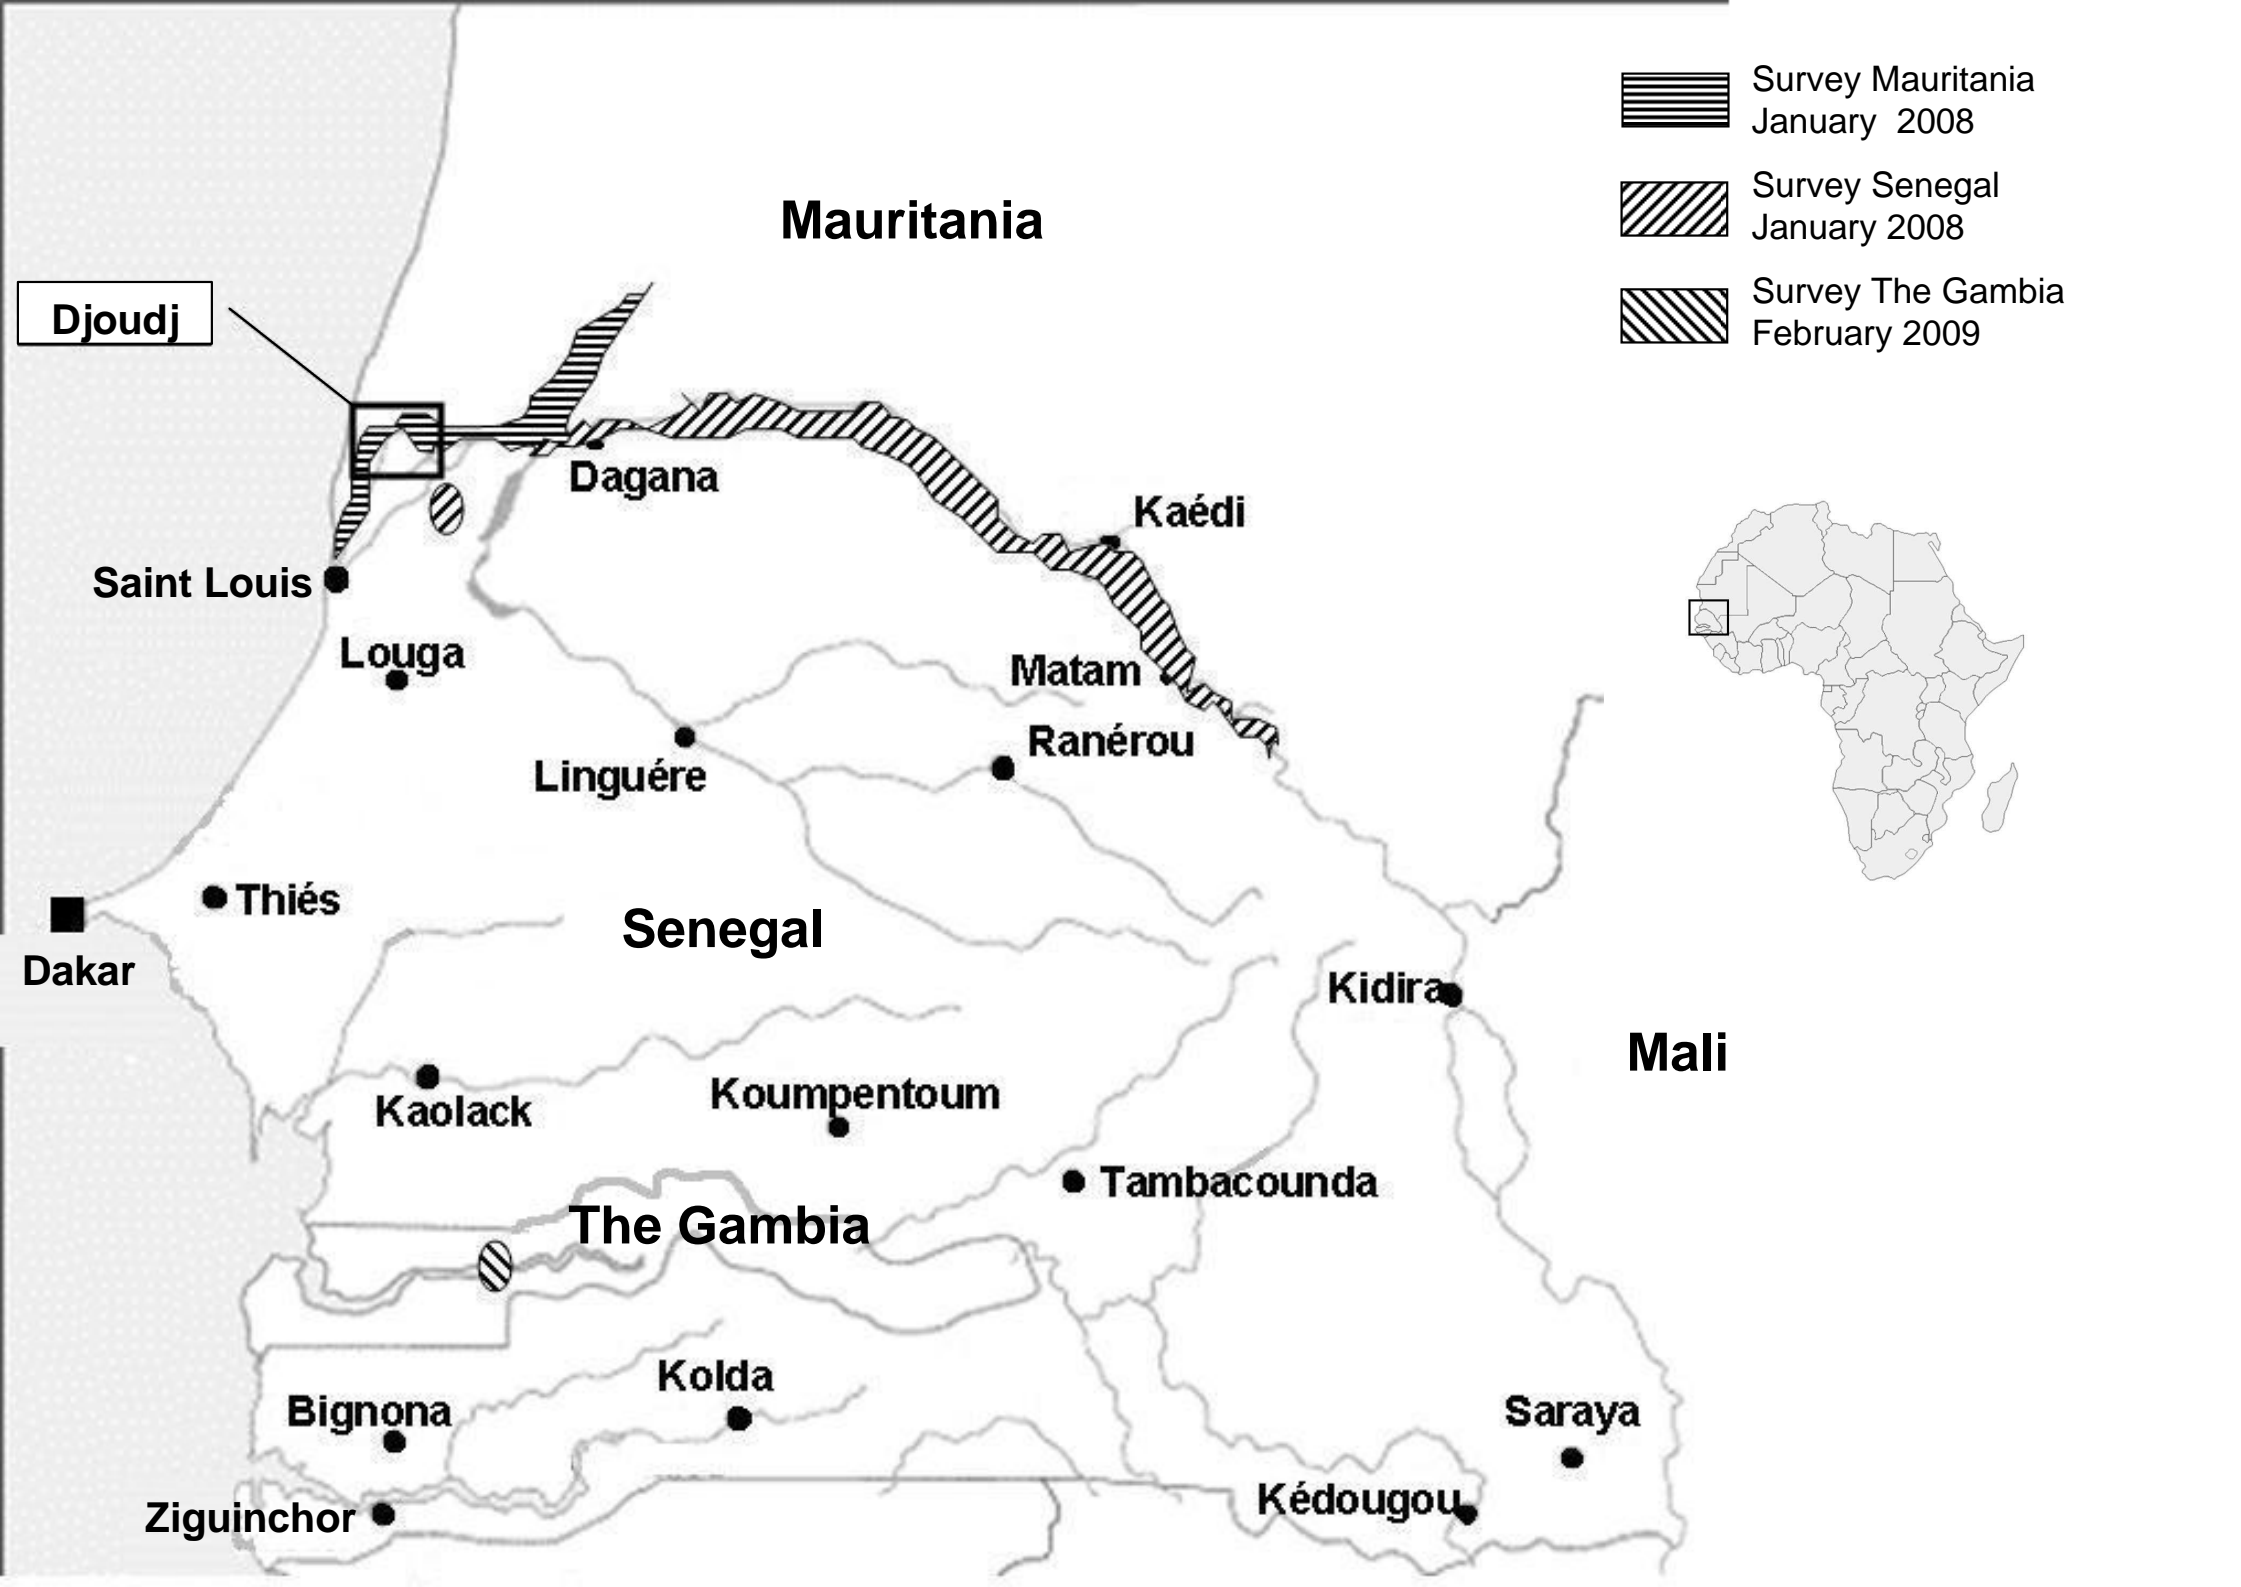 Survey Mauritania
January  2008
Survey Senegal
January 2008
Survey The Gambia
February 2009
Mauritania
Djoudj
Dagana
Kaédi
Saint Louis
Louga
Matam
Ranérou
Linguére
Thiés
Senegal
Dakar
Kidira
Mali
Kaolack
Koumpentoum
Tambacounda
The Gambia
Kolda
Bignona
Saraya
Kédougou
Ziguinchor